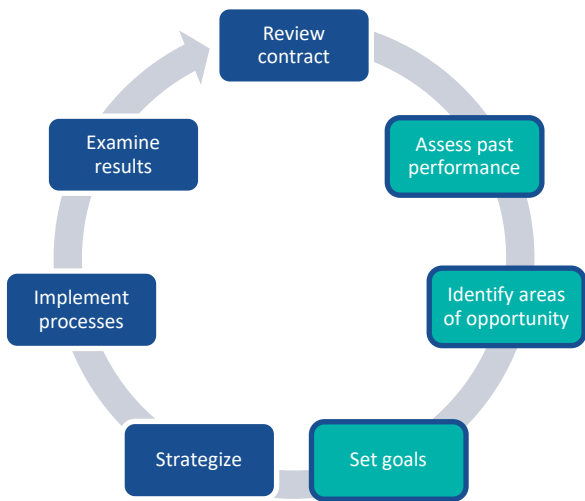 Review
contract
Assess past
performance
Identify areas
of opportunity
Set goals
Strategize
Implement
processes
Examine
results